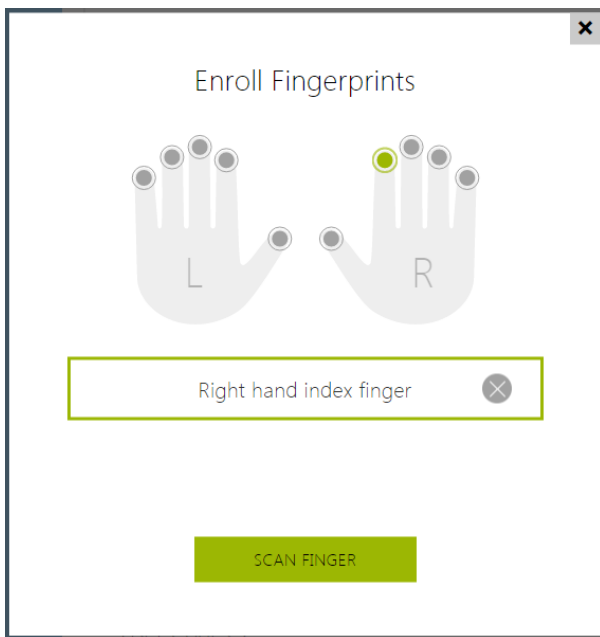 Enroll Fingerprints
L
R
Right hand index finger
SCAN FINGER